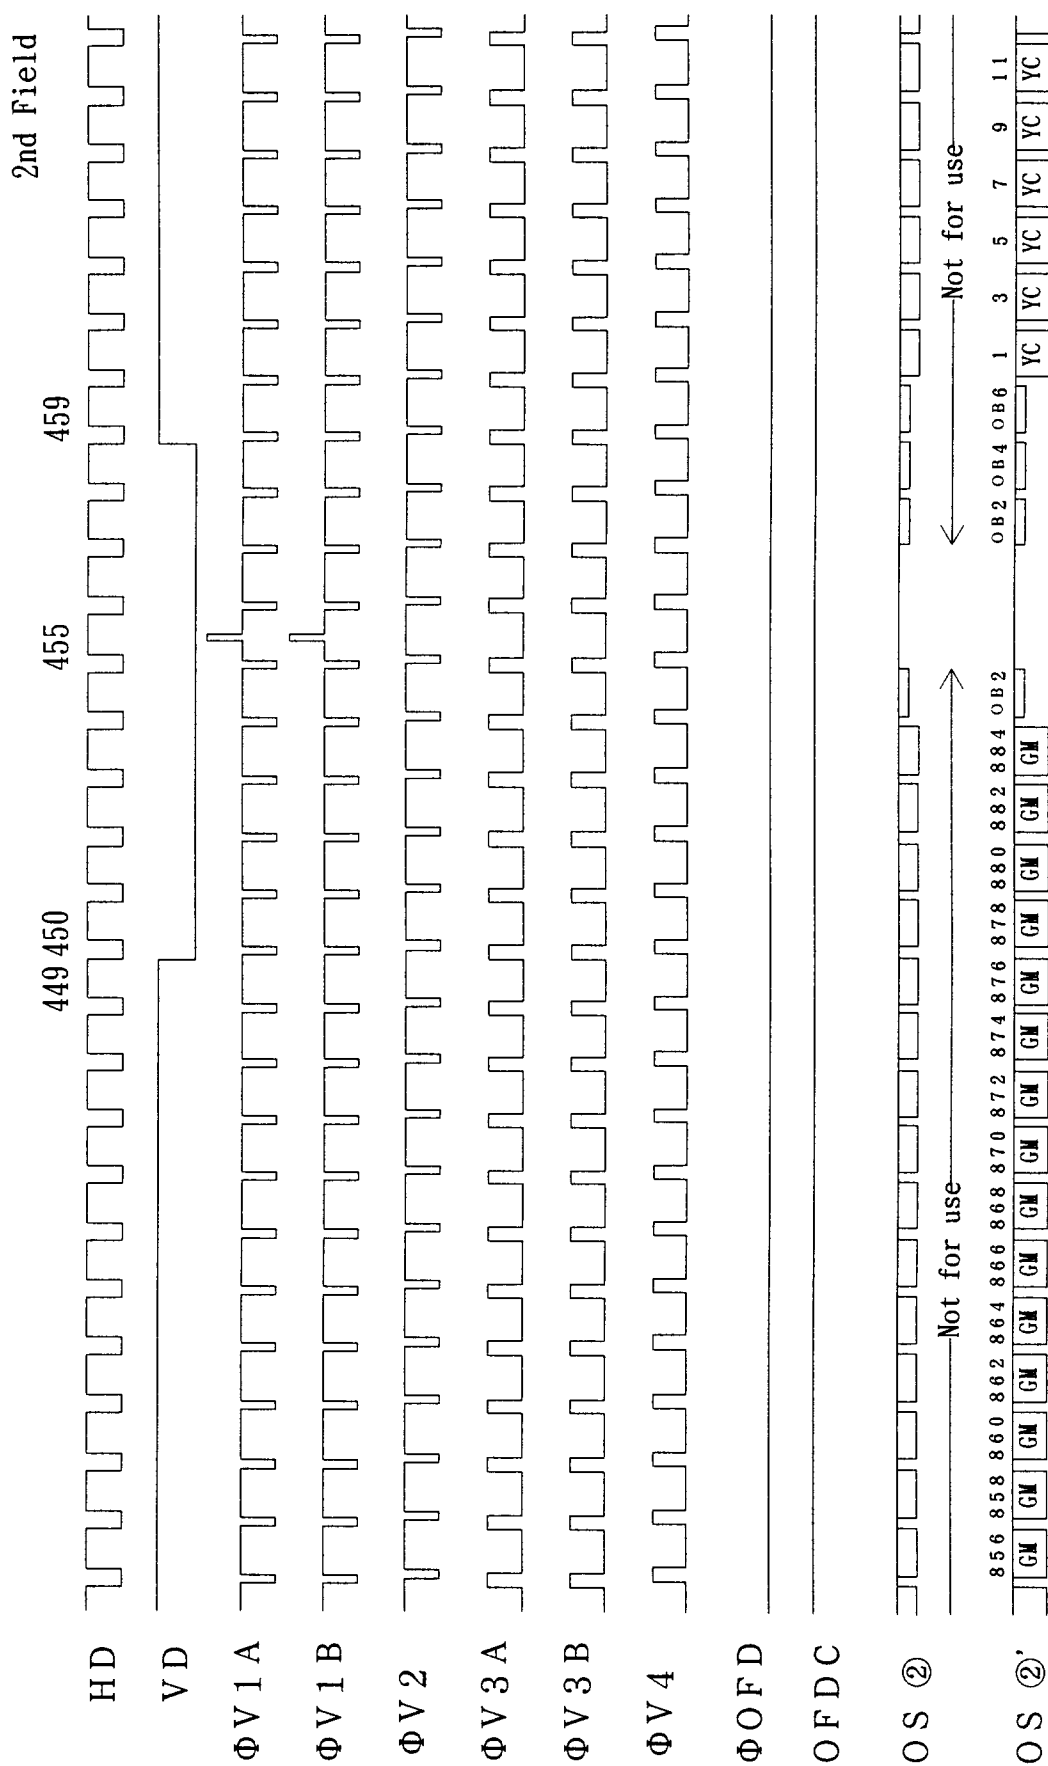 2nd Field
449 450 455 459
HD
VD
ΦV1A
ΦV1B
ΦV2
ΦV3A
ΦV3B
ΦV4
ΦOFD
OFDC
OS ②
Not for use Not for use
856 858 860 862 864 866 868 870 872 874 876 878 880 882 884 OB2 OB2 OB4 OB6 1 3 5 7 9 11
OS ②' GM GM GM GM GM GM GM GM GM GM GM GM GM GM GM YC YC YC YC YC YC